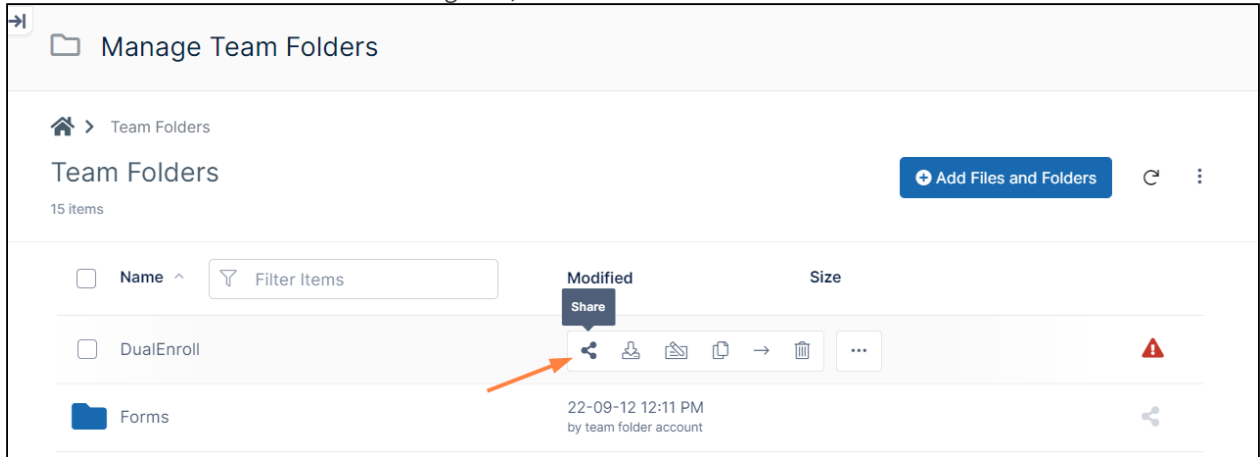 Manage Team Folders
Team Folders
Team Folders
Add Files and Folders
15 items
Name
Filter Items
Modified
Size
Share
DualEnroll
Forms
22-09-12 12:11 PM
by team folder account